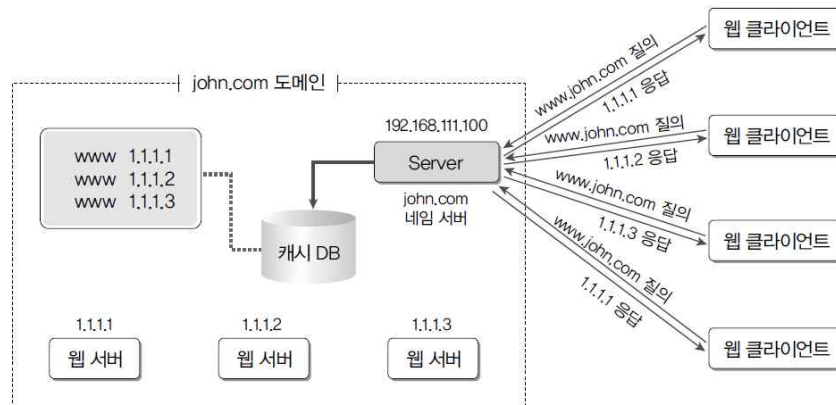 john.com 도메인
www 1.1.1.1
www 1.1.1.2
www 1.1.1.3
192.168.111.100
Server
john.com
네임 서버
캐시 DB
1.1.1.1
웹 서버
1.1.1.2
웹 서버
1.1.1.3
웹 서버
www.john.com 질의
1.1.1.1 응답
웹 클라이언트
www.john.com 질의
1.1.1.2 응답
웹 클라이언트
www.john.com 질의
1.1.1.3 응답
웹 클라이언트
www.john.com 질의
1.1.1.1 응답
웹 클라이언트